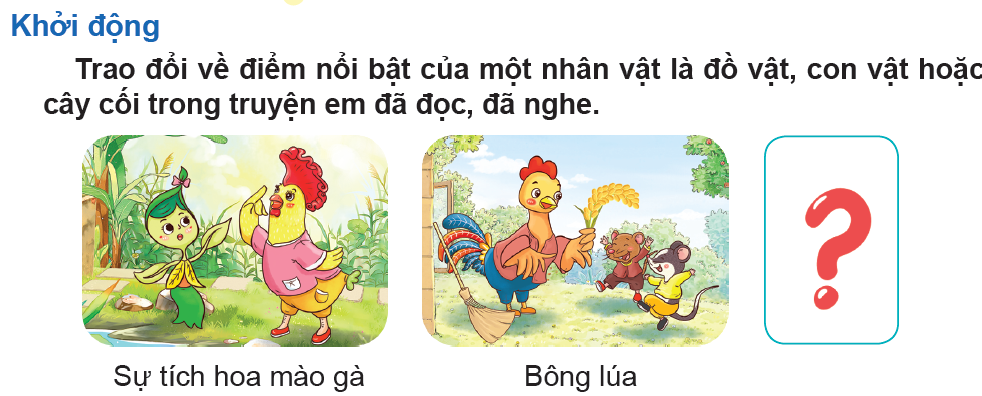 Khởi động
Trao đổi về điểm nổi bật của một nhân vật là đồ vật, con vật hoặc
cây cối trong truyện em đã đọc, đã nghe.
?
Sự tích hoa mào gà
Bông lúa